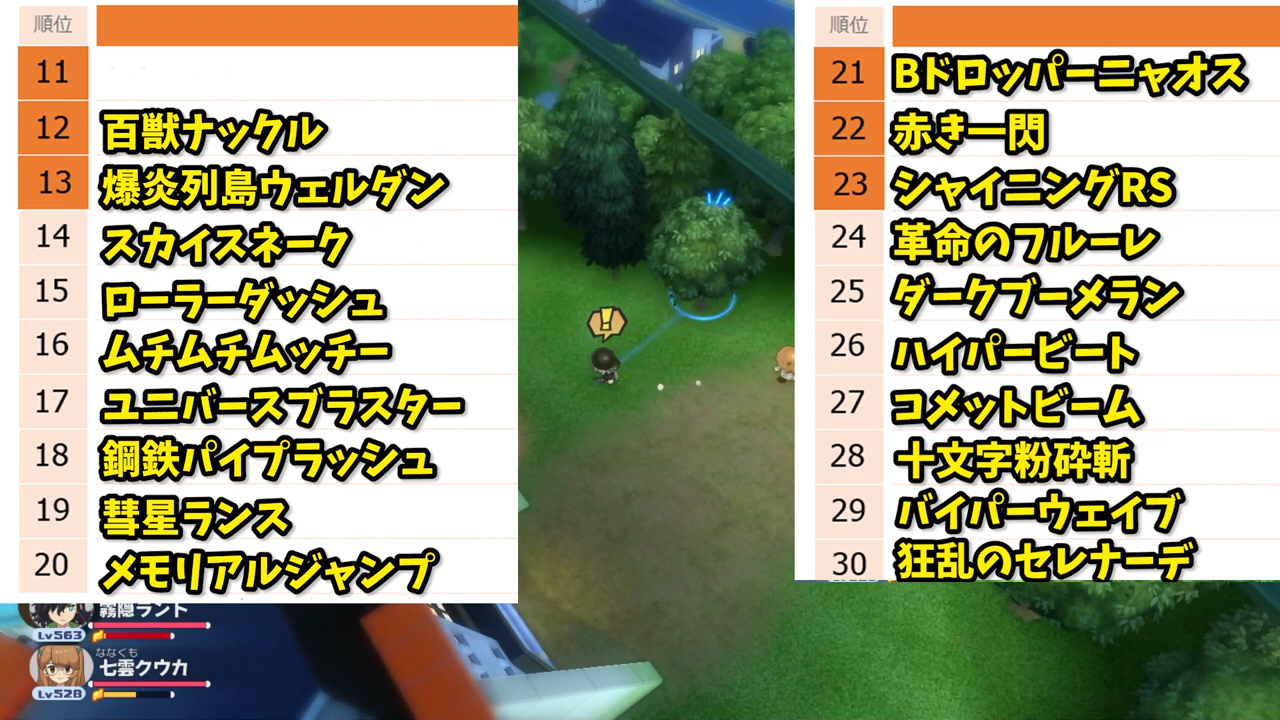 順位
11
12 百獣ナックル
13 爆炎列島ウェルダン
14 スカイスネーク
15 ローラーダッシュ
16 ムチムチムッチー
17 ユニバースブラスター
18 鋼鉄パイプラッシュ
19 彗星ランス
20 メモリアルジャンプ
順位
21 Bドロッパーニャオス
22 赤き一閃
23 シャイニングRS
24 革命のフルーレ
25 ダークブーメラン
26 ハイパービート
27 コメットビーム
28 十文字粉砕斬
29 バイパーウェイブ
30 狂乱のセレナーデ
!
霧隠ラント
Lv563
ななくも
七雲クウカ
Lv528